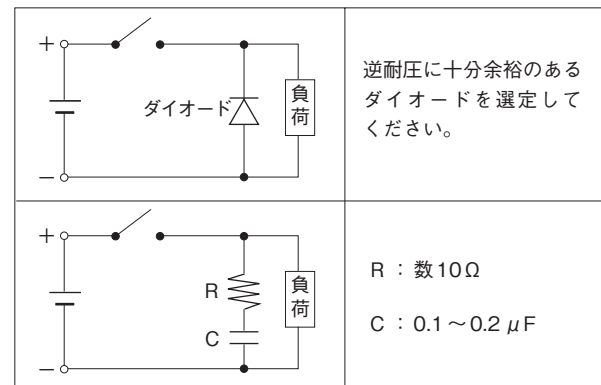 +
ダイオード
負荷
−
逆耐圧に十分余裕のある
ダイオードを選定して
ください。
+
R
C
負荷
−
R：数10Ω
C：0.1～0.2μF